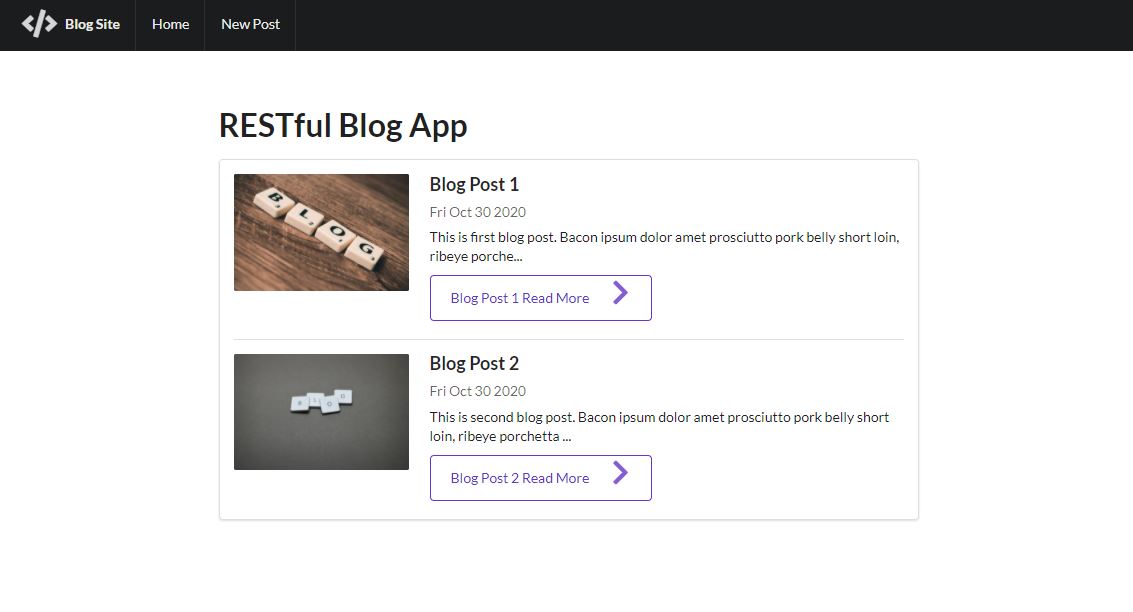 Blog Site Home New Post
RESTful Blog App
B L O G
Blog Post 1
Fri Oct 30 2020
This is first blog post. Bacon ipsum dolor amet prosciutto pork belly short loin,
ribeye porche...
Blog Post 1 Read More
Blog Post 2
Fri Oct 30 2020
This is second blog post. Bacon ipsum dolor amet prosciutto pork belly short
loin, ribeye porchetta ...
Blog Post 2 Read More